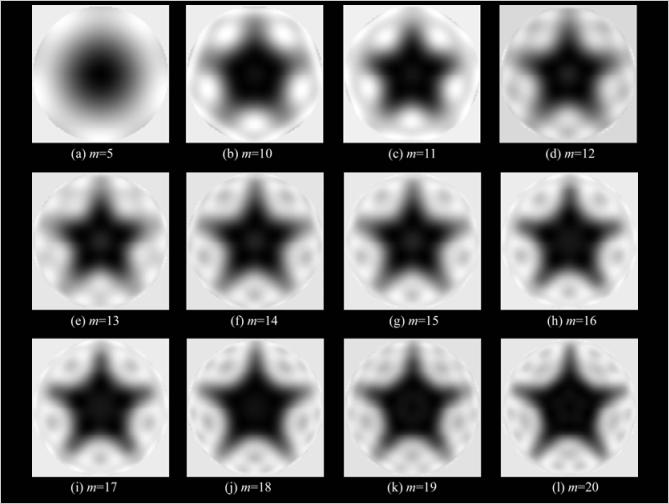 (a) m=5
(b) m=10
(c) m=11
(d) m=12
(e) m=13
(f) m=14
(g) m=15
(h) m=16
(i) m=17
(j) m=18
(k) m=19
(l) m=20